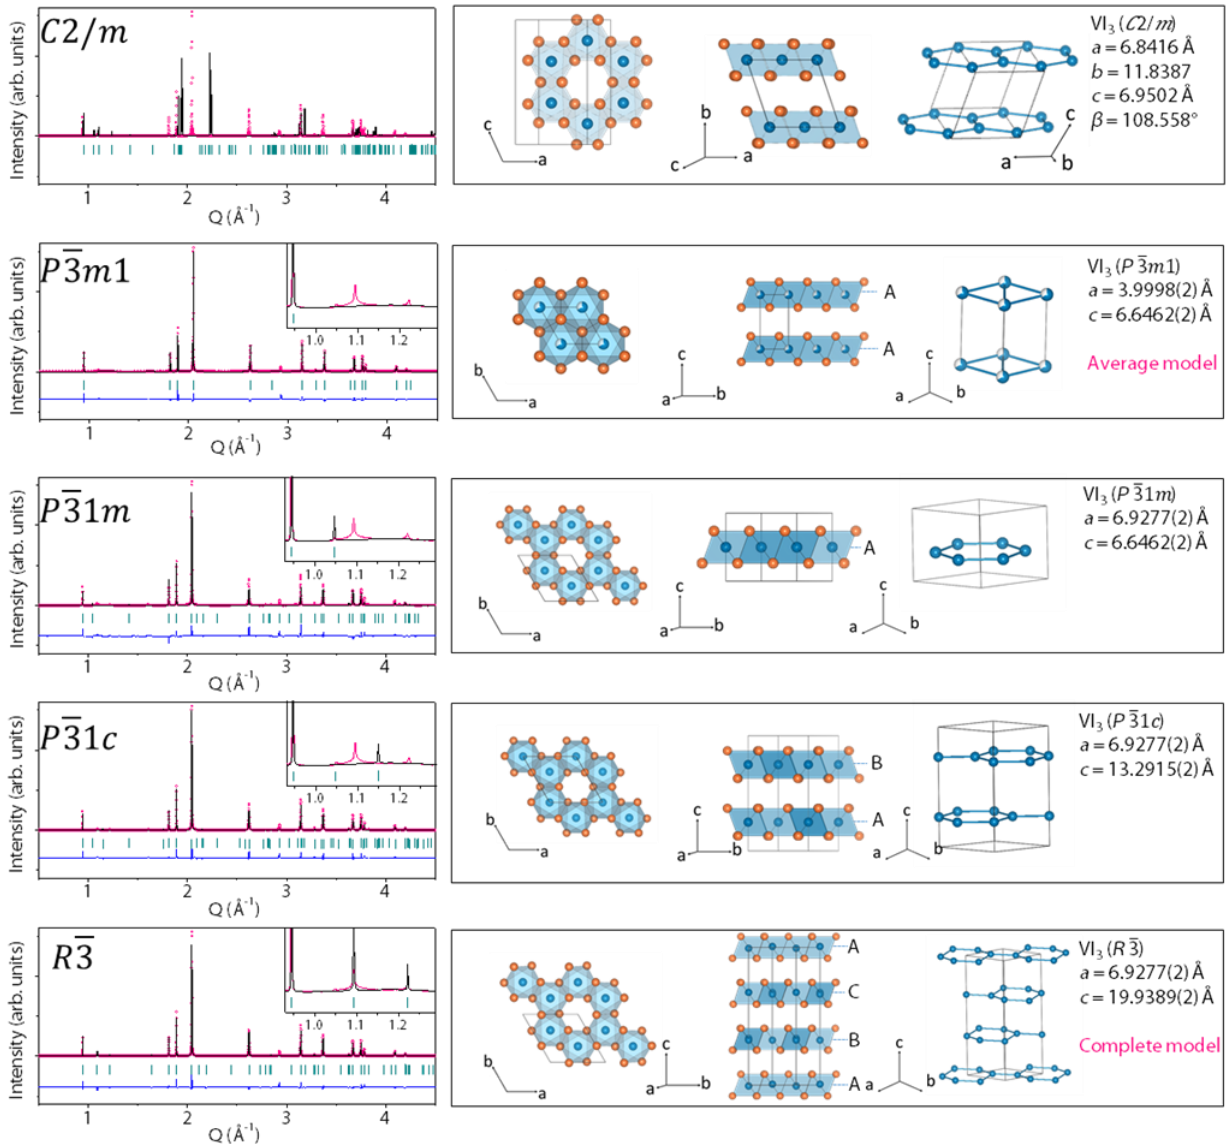 C2/m
Intensity (arb. units)
1 2 3 4
Q (Å⁻¹)
c
a
b
c
a
c
a
b
VI₃ (C2/m)
a = 6.8416 Å
b = 11.8387
c = 6.9502 Å
β = 108.558°
P3̅m1
Intensity (arb. units)
1.0 1.1 1.2
1 2 3 4
Q (Å⁻¹)
b
a
A
A
c
a
b
c
a
b
VI₃ (P3̅m1)
a = 3.9998(2) Å
c = 6.6462(2) Å
Average model
P3̅1m
Intensity (arb. units)
1.0 1.1 1.2
1 2 3 4
Q (Å⁻¹)
b
a
A
c
a
b
c
a
b
VI₃ (P3̅1m)
a = 6.9277(2) Å
c = 6.6462(2) Å
P3̅1c
Intensity (arb. units)
1.0 1.1 1.2
1 2 3 4
Q (Å⁻¹)
b
a
B
A
c
a
b
c
a
b
VI₃ (P3̅1c)
a = 6.9277(2) Å
c = 13.2915(2) Å
R3̅
Intensity (arb. units)
1.0 1.1 1.2
1 2 3 4
Q (Å⁻¹)
b
a
c
a
b
A
C
B
A
c
a
b
VI₃ (R3̅)
a = 6.9277(2) Å
c = 19.9389(2) Å
Complete model